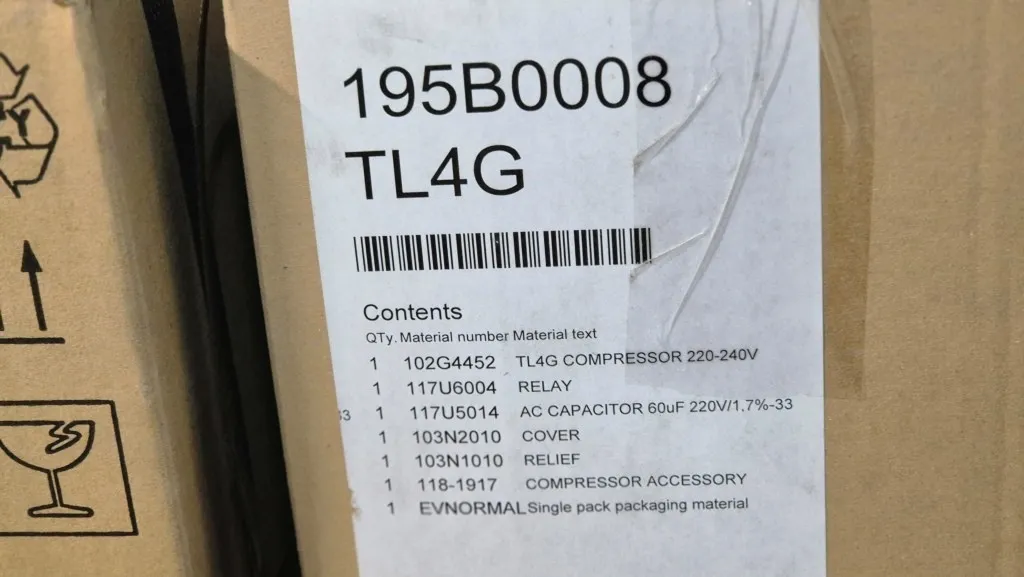 195B0008
TL4G
Contents
QTy. Material number Material text
1 102G4452 TL4G COMPRESSOR 220-240V
1 117U6004 RELAY
33 1 117U5014 AC CAPACITOR 60uF 220V/1,7%-33
1 103N2010 COVER
1 103N1010 RELIEF
1 118-1917 COMPRESSOR ACCESSORY
1 EVNORMAL Single pack packaging material